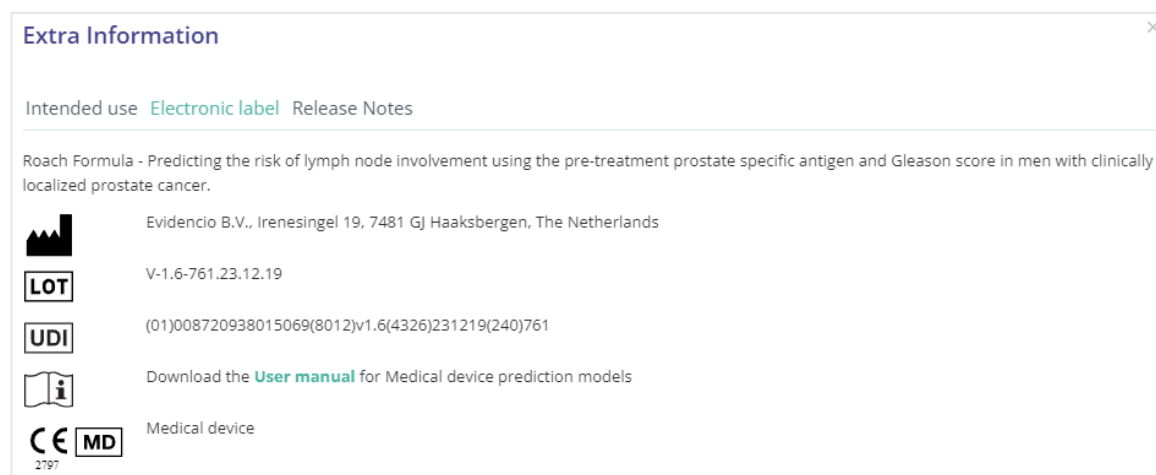 Extra Information
×
Intended use Electronic label Release Notes
Roach Formula - Predicting the risk of lymph node involvement using the pre-treatment prostate specific antigen and Gleason score in men with clinically
localized prostate cancer.
Evidencio B.V., Irenesingel 19, 7481 GJ Haaksbergen, The Netherlands
LOT V-1.6-761.23.12.19
UDI (01)008720938015069(8012)v1.6(4326)231219(240)761
i Download the User manual for Medical device prediction models
CE MD Medical device
2797